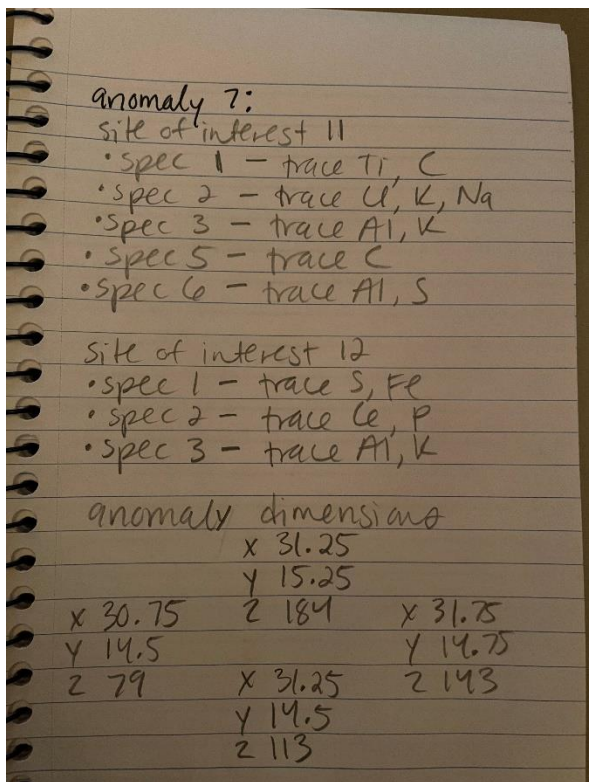 anomaly 7:
site of interest 11
• spec 1 – trace Ti, C
• spec 2 – trace Cl, K, Na
• spec 3 – trace Al, K
• spec 5 – trace C
• spec 6 – trace Al, S
site of interest 12
• spec 1 – trace S, Fe
• spec 2 – trace Ce, P
• spec 3 – trace Al, K
anomaly dimensions
x 31.25
y 15.25
z 184
x 30.75
y 14.5
z 79
x 31.75
y 14.75
z 143
x 31.25
y 14.5
z 113